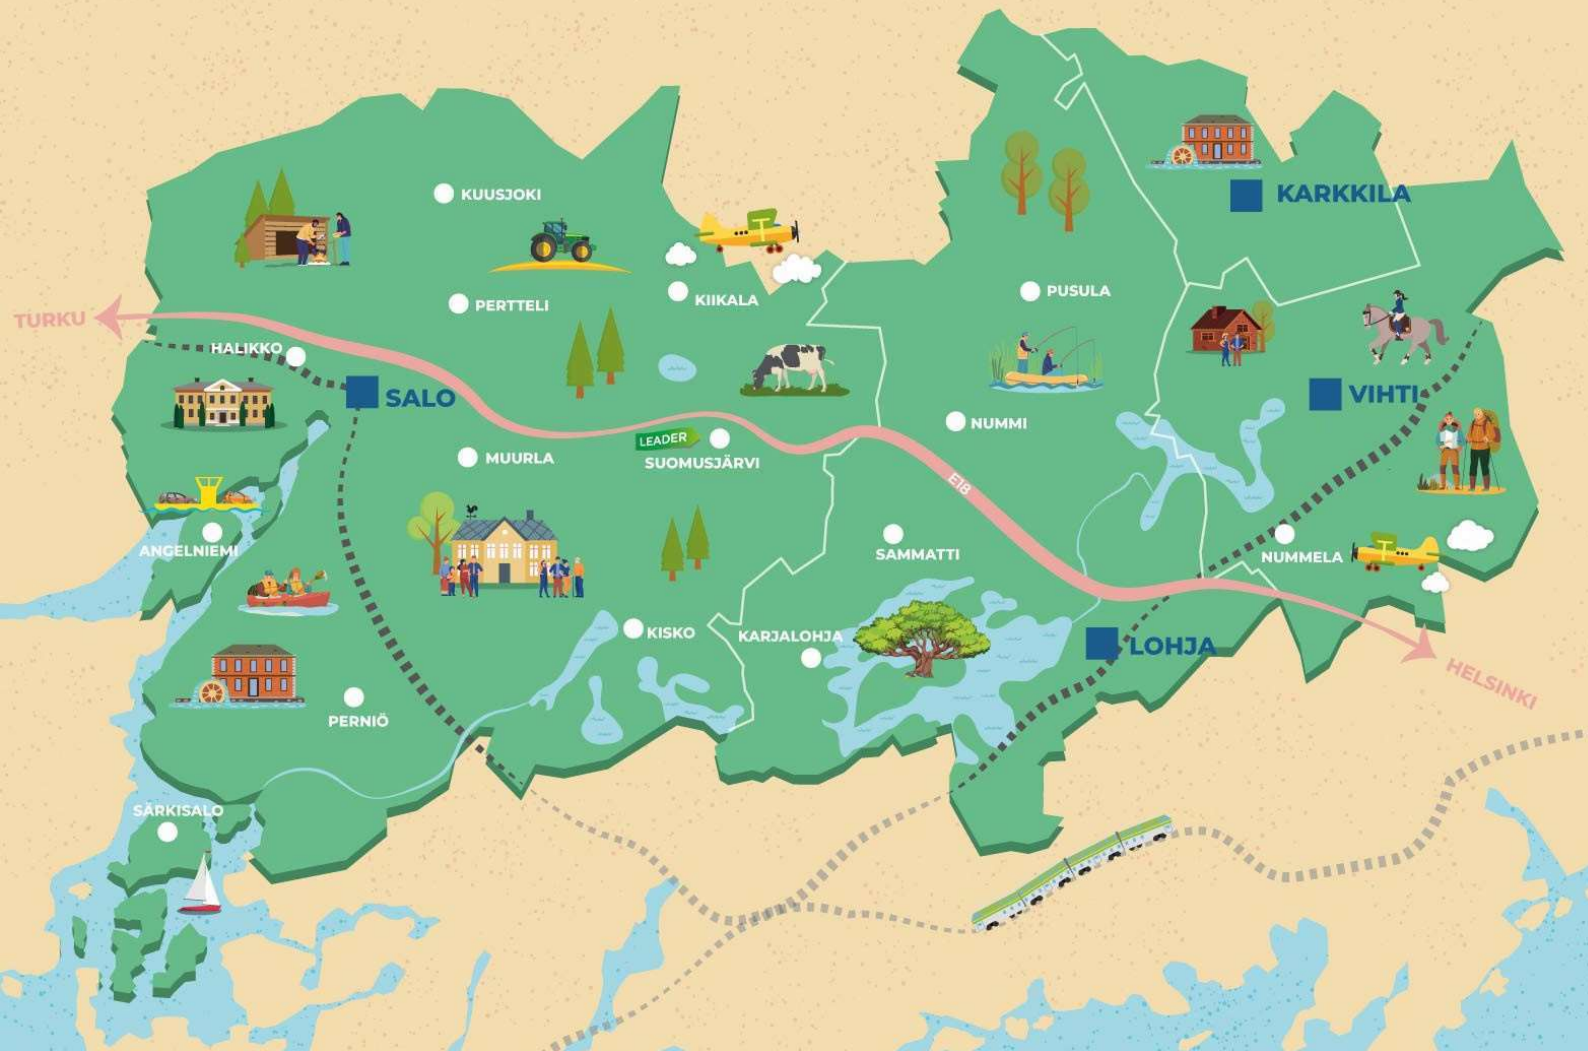 KARKKILA
KUUSJOKI
PUSULA
KIIKALA
PERTTELI
TURKU
HALIKKO
SALO
VIHTI
NUMMI
LEADER
SUOMUSJÄRVI
MUURLA
E18
ANGELNIEMI
SAMMATTI
NUMMELA
KISKO
KARJALOHJA
LOHJA
HELSINKI
PERNIÖ
SÄRKISALO